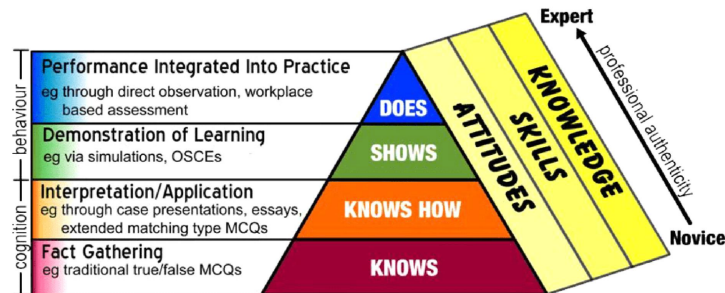 Expert
professional authenticity
Novice
behaviour
cognition
Performance Integrated Into Practice
eg through direct observation, workplace
based assessment
DOES
Demonstration of Learning
eg via simulations, OSCEs
SHOWS
Interpretation/Application
eg through case presentations, essays,
extended matching type MCQs
KNOWS HOW
Fact Gathering
eg traditional true/false MCQs
KNOWS
ATTITUDES
SKILLS
KNOWLEDGE